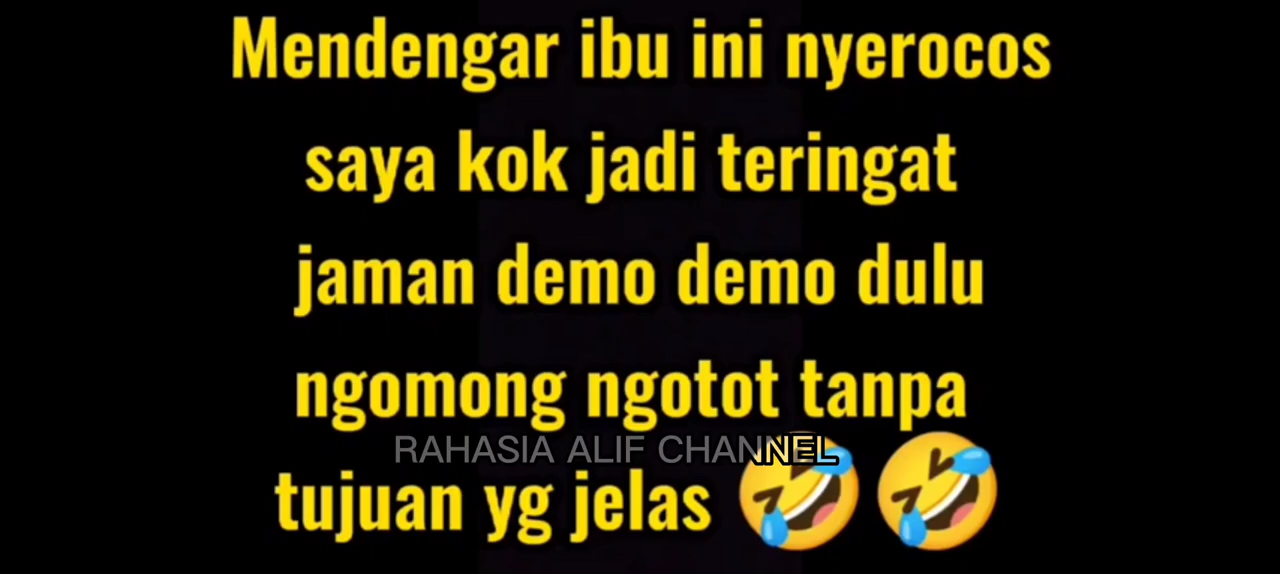 Mendengar ibu ini nyerocos
saya kok jadi teringat
jaman demo demo dulu
ngomong ngotot tanpa
RAHASIA ALIF CHANNEL
tujuan yg jelas 🤣🤣